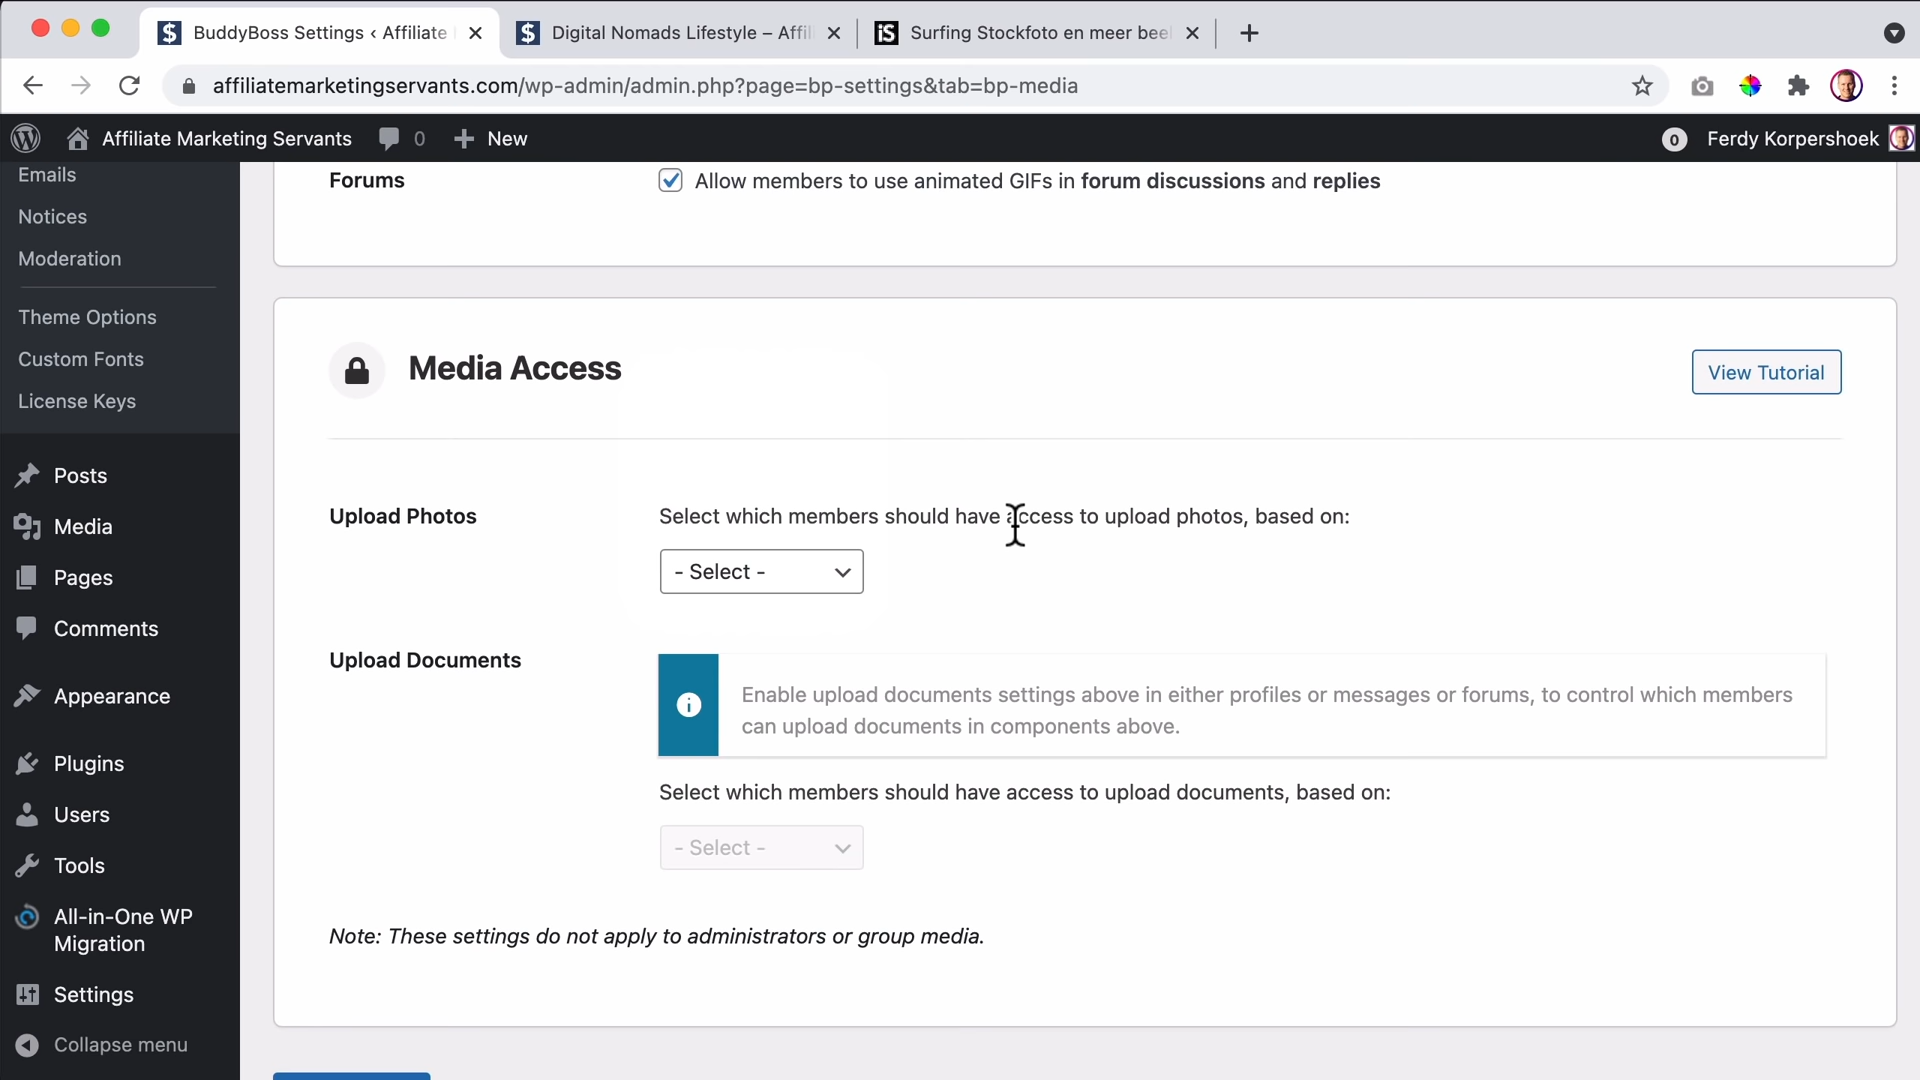 BuddyBoss Settings ‹ Affiliate
Digital Nomads Lifestyle – Affil
iS
Surfing Stockfoto en meer beel
affiliatemarketingservants.com/wp-admin/admin.php?page=bp-settings&tab=bp-media
Affiliate Marketing Servants
0
New
0
Ferdy Korpershoek
Emails
Notices
Moderation
Theme Options
Custom Fonts
License Keys
Posts
Media
Pages
Comments
Appearance
Plugins
Users
Tools
All-in-One WP
Migration
Settings
Collapse menu
Forums
Allow members to use animated GIFs in forum discussions and replies
Media Access
View Tutorial
Upload Photos
Select which members should have access to upload photos, based on:
- Select -
Upload Documents
Enable upload documents settings above in either profiles or messages or forums, to control which members
can upload documents in components above.
Select which members should have access to upload documents, based on:
- Select -
Note: These settings do not apply to administrators or group media.